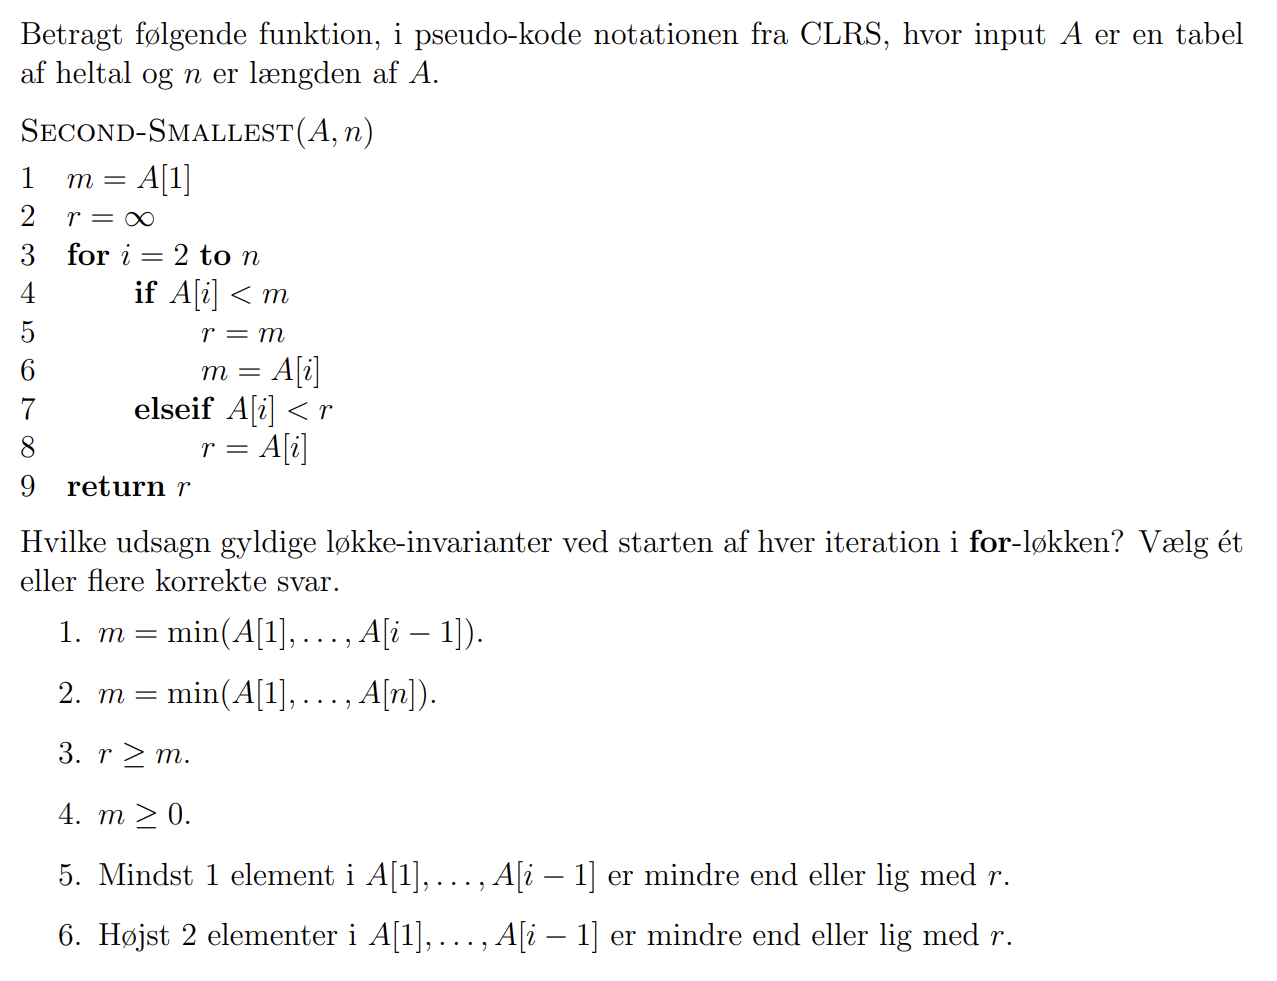 Betragt følgende funktion, i pseudo-kode notationen fra CLRS, hvor input A er en tabel
af heltal og n er længden af A.
SECOND-SMALLEST(A, n)
1 m = A[1]
2 r = ∞
3 for i = 2 to n
4 if A[i] < m
5 r = m
6 m = A[i]
7 elseif A[i] < r
8 r = A[i]
9 return r
Hvilke udsagn gyldige løkke-invarianter ved starten af hver iteration i for-løkken? Vælg ét
eller flere korrekte svar.
1. m = min(A[1], . . . , A[i − 1]).
2. m = min(A[1], . . . , A[n]).
3. r ≥ m.
4. m ≥ 0.
5. Mindst 1 element i A[1], . . . , A[i − 1] er mindre end eller lig med r.
6. Højst 2 elementer i A[1], . . . , A[i − 1] er mindre end eller lig med r.